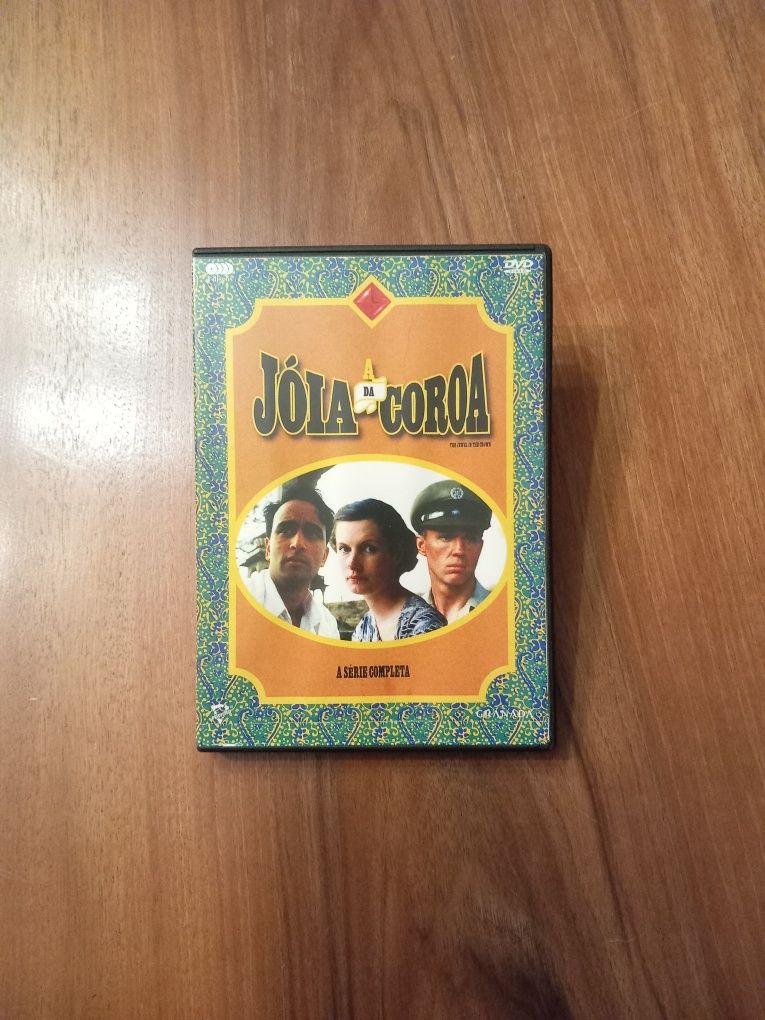 DVD
A
JÓIA DA COROA
THE JEWEL IN THE CROWN
A SÉRIE COMPLETA
GRANADA